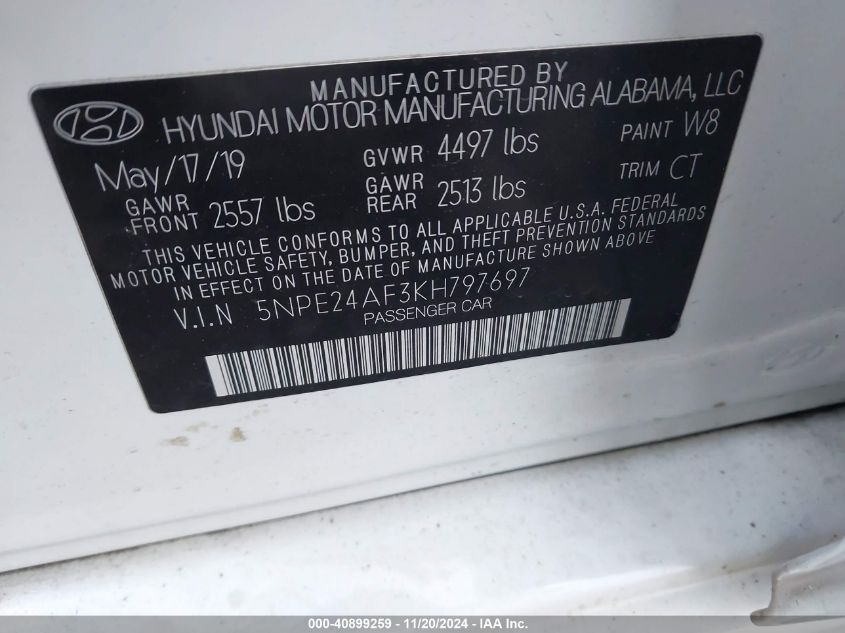 MANUFACTURED BY
HYUNDAI MOTOR MANUFACTURING ALABAMA, LLC
May/17/19 GVWR 4497 lbs PAINT W8
GAWR FRONT 2557 lbs GAWR REAR 2513 lbs TRIM CT
THIS VEHICLE CONFORMS TO ALL APPLICABLE U.S.A. FEDERAL
MOTOR VEHICLE SAFETY, BUMPER, AND THEFT PREVENTION STANDARDS
IN EFFECT ON THE DATE OF MANUFACTURE SHOWN ABOVE
V.I.N 5NPE24AF3KH797697
PASSENGER CAR
000-40899259 — 11/20/2024 — IAA, Inc.